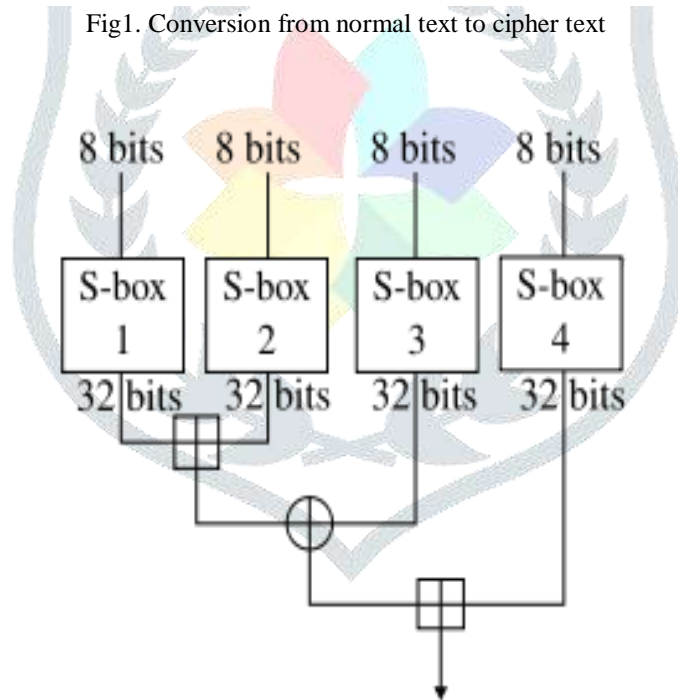 Fig1. Conversion from normal text to cipher text
8 bits 8 bits 8 bits 8 bits
S-box S-box S-box S-box
1 2 3 4
32 bits 32 bits 32 bits 32 bits